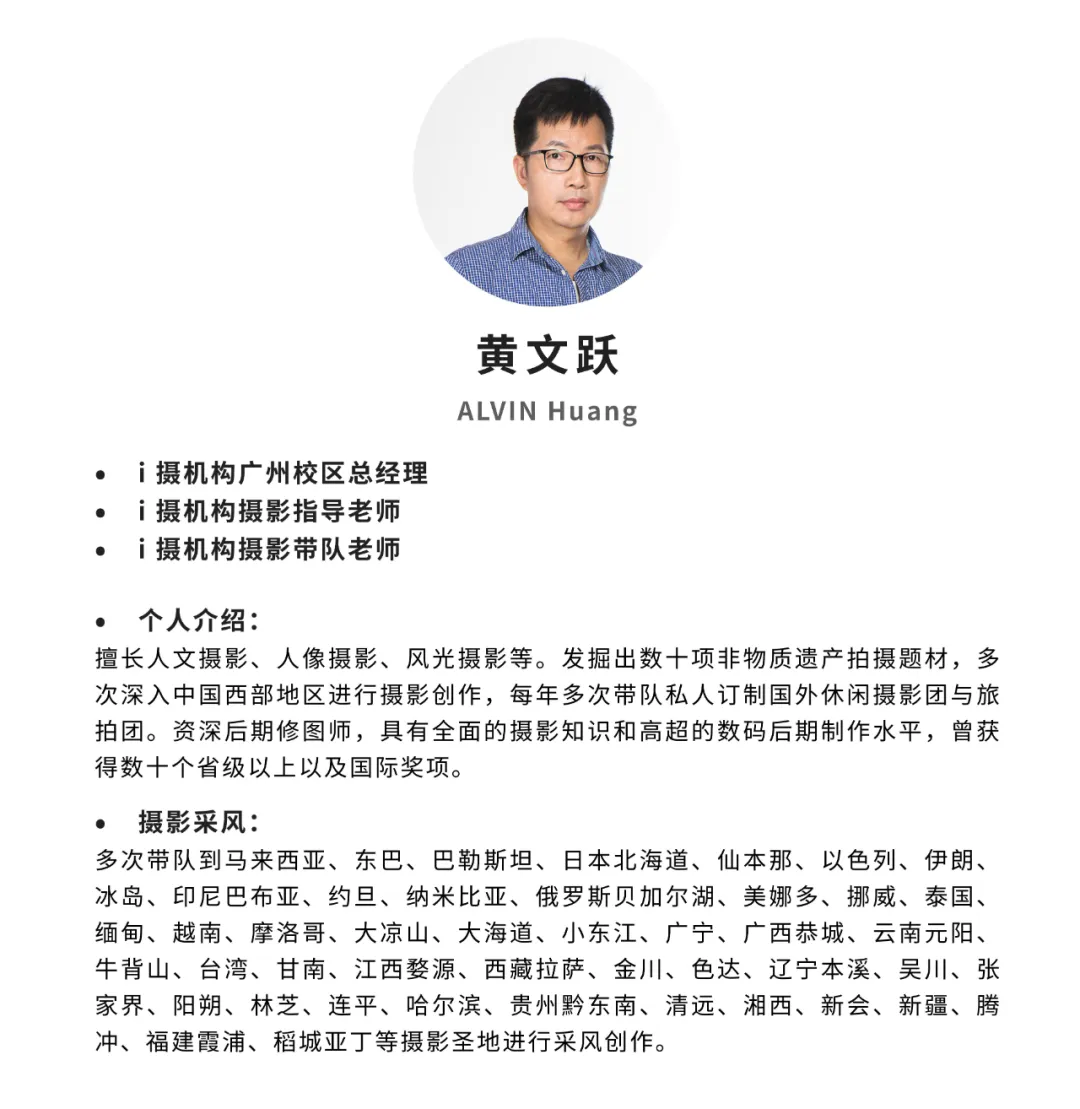 黄文跃
ALVIN Huang
• i 摄机构广州校区总经理
• i 摄机构摄影指导老师
• i 摄机构摄影带队老师
• 个人介绍：
擅长人文摄影、人像摄影、风光摄影等。发掘出数十项非物质遗产拍摄题材，多
次深入中国西部地区进行摄影创作，每年多次带队私人订制国外休闲摄影团与旅
拍团。资深后期修图师，具有全面的摄影知识和高超的数码后期制作水平，曾获
得数十个省级以上以及国际奖项。
• 摄影采风：
多次带队到马来西亚、东巴、巴勒斯坦、日本北海道、仙本那、以色列、伊朗、
冰岛、印尼巴布亚、约旦、纳米比亚、俄罗斯贝加尔湖、美娜多、挪威、泰国、
缅甸、越南、摩洛哥、大凉山、大海道、小东江、广宁、广西恭城、云南元阳、
牛背山、台湾、甘南、江西婺源、西藏拉萨、金川、色达、辽宁本溪、吴川、张
家界、阳朔、林芝、连平、哈尔滨、贵州黔东南、清远、湘西、新会、新疆、腾
冲、福建霞浦、稻城亚丁等摄影圣地进行采风创作。